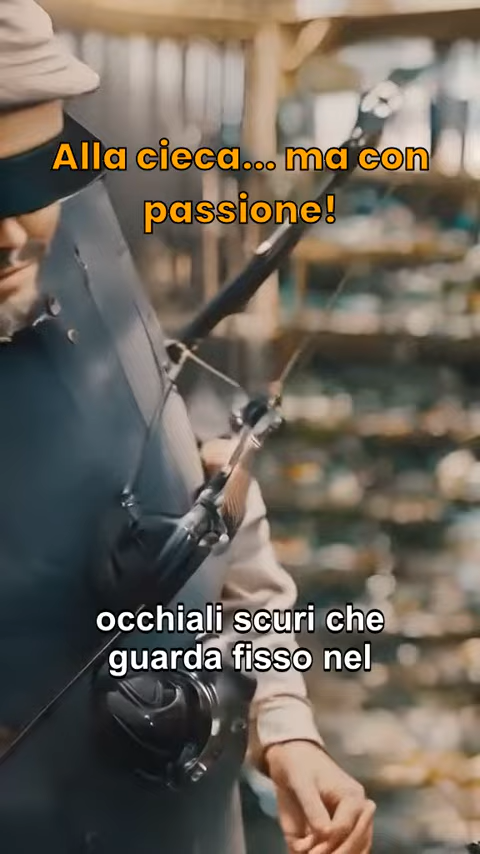 Alla cieca... ma con
passione!
occhiali scuri che
guarda fisso nel